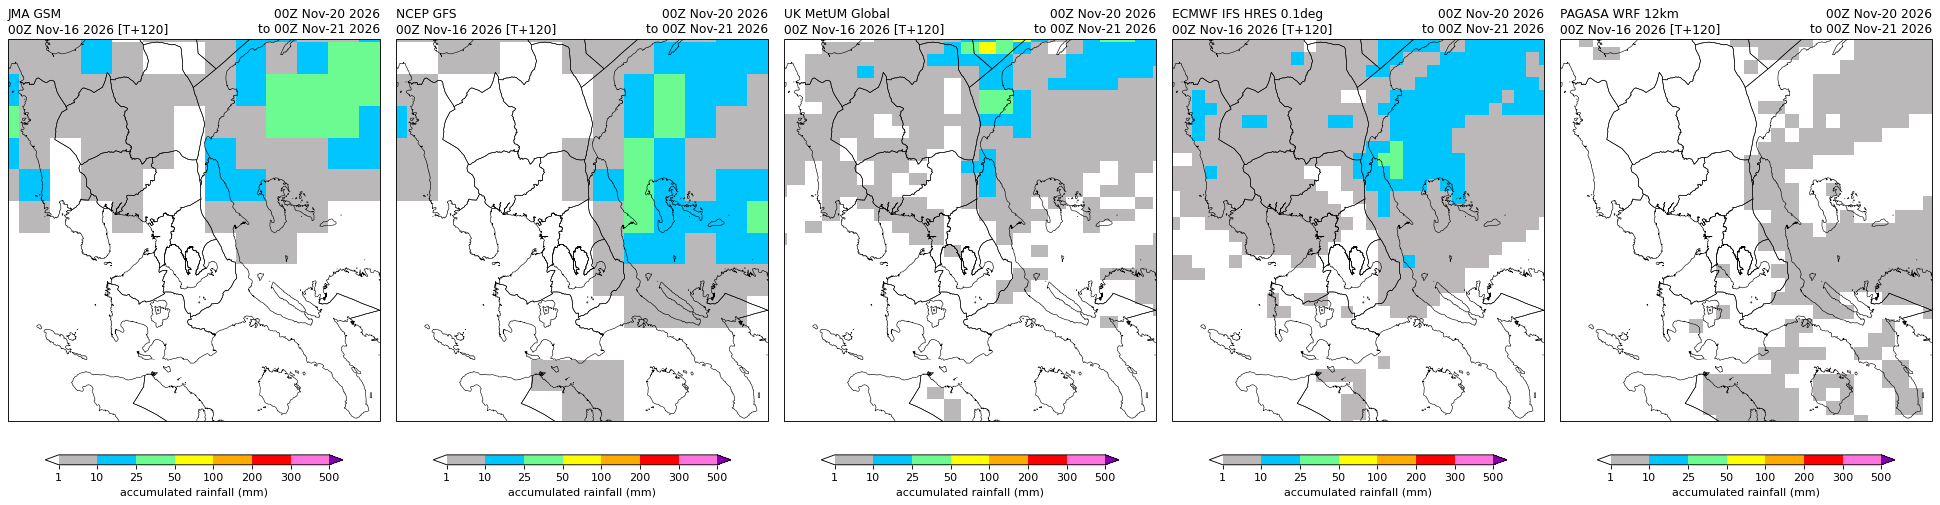 JMA GSM 00Z Nov-20 2026
00Z Nov-16 2026 [T+120] to 00Z Nov-21 2026
NCEP GFS 00Z Nov-20 2026
00Z Nov-16 2026 [T+120] to 00Z Nov-21 2026
UK MetUM Global 00Z Nov-20 2026
00Z Nov-16 2026 [T+120] to 00Z Nov-21 2026
ECMWF IFS HRES 0.1deg 00Z Nov-20 2026
00Z Nov-16 2026 [T+120] to 00Z Nov-21 2026
PAGASA WRF 12km 00Z Nov-20 2026
00Z Nov-16 2026 [T+120] to 00Z Nov-21 2026
1 10 25 50 100 200 300 500
accumulated rainfall (mm)
1 10 25 50 100 200 300 500
accumulated rainfall (mm)
1 10 25 50 100 200 300 500
accumulated rainfall (mm)
1 10 25 50 100 200 300 500
accumulated rainfall (mm)
1 10 25 50 100 200 300 500
accumulated rainfall (mm)